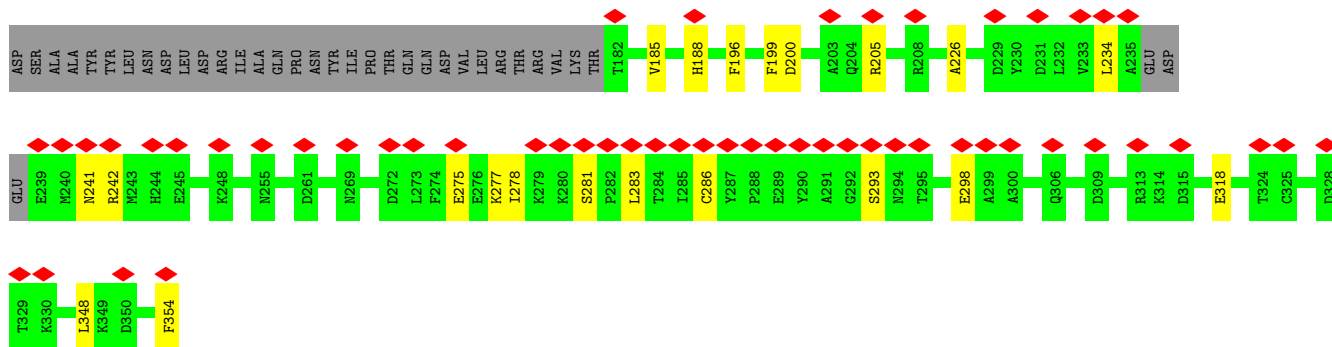 ASP SER ALA ALA TYR TYR LEU ASN ASP LEU ASP ARG ILE ALA GLN PRO ASN TYR ILE PRO THR GLN GLN ASP VAL LEU ARG THR ARG VAL LYS THR T182 V185 H188 F196 F199 D200 A203 Q204 R205 R208 A226 D229 Y230 D231 L232 V233 L234 A235 GLU ASP
GLU E239 M240 N241 R242 M243 H244 E245 K248 N255 D261 N269 D272 L273 F274 E275 E276 K277 I278 K279 K280 S281 P282 L283 T284 I285 C286 Y287 P288 E289 Y290 A291 G292 S293 N294 T295 E298 A299 A300 Q306 D309 R313 K314 D315 E318 T324 C325 D328
T329 K330 L348 K349 D350 F354